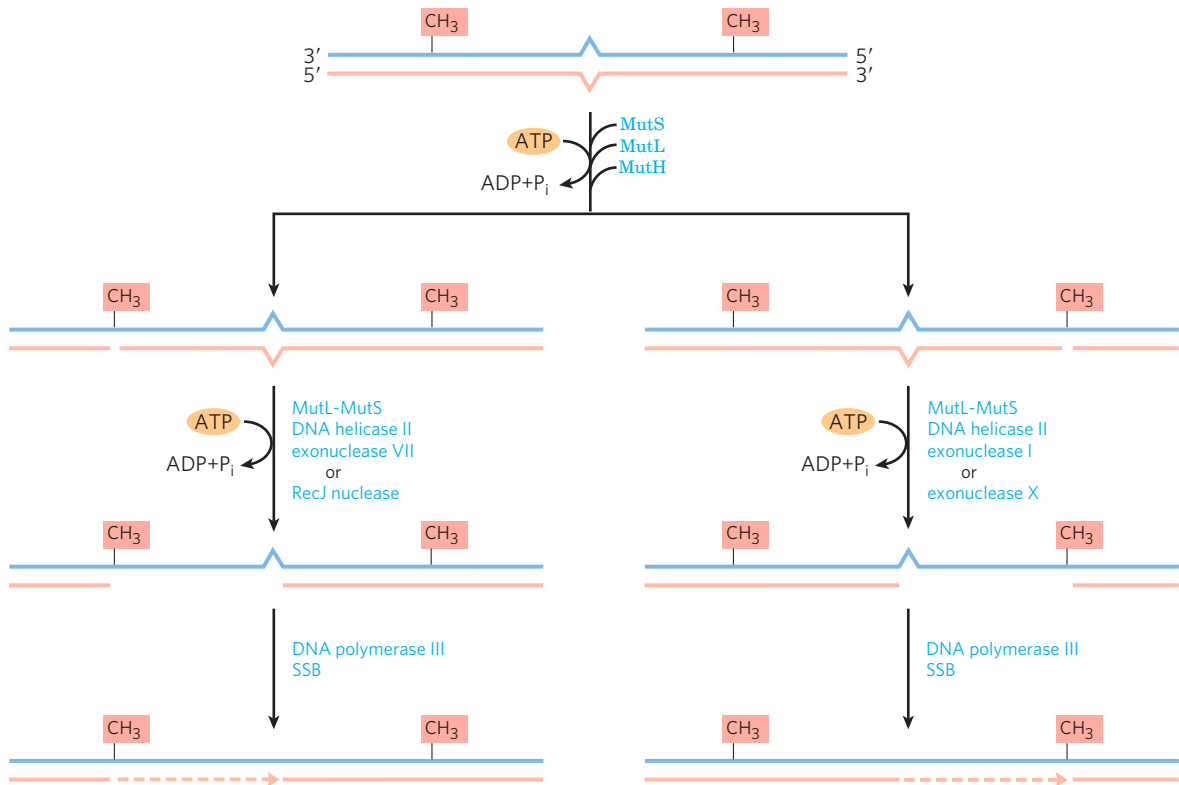 CH3 CH3
3′ 5′
5′ 3′
MutS
ATP
MutL
MutH
ADP+Pi
CH3 CH3 CH3 CH3
MutL-MutS
ATP
DNA helicase II
exonuclease VII
ADP+Pi
or
RecJ nuclease
MutL-MutS
ATP
DNA helicase II
exonuclease I
ADP+Pi
or
exonuclease X
CH3 CH3 CH3 CH3
DNA polymerase III
SSB
DNA polymerase III
SSB
CH3 CH3 CH3 CH3